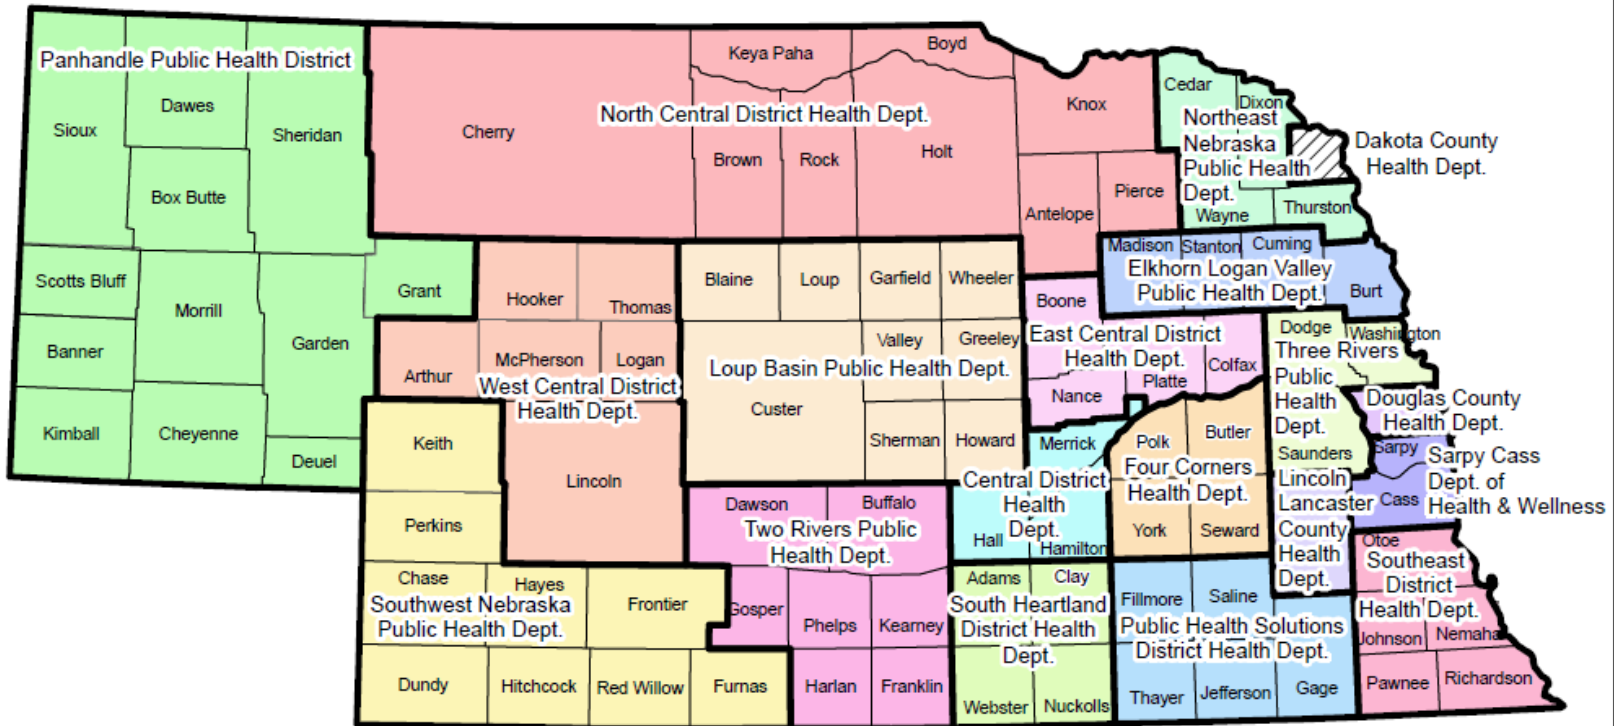 Panhandle Public Health District
Sioux
Dawes
Sheridan
Box Butte
Scotts Bluff
Morrill
Garden
Grant
Banner
Kimball
Cheyenne
Deuel
North Central District Health Dept.
Cherry
Keya Paha
Boyd
Brown
Rock
Holt
Knox
Antelope
Pierce
Cedar
Dixon
Northeast
Nebraska
Public Health
Dept.
Wayne
Thurston
Dakota County
Health Dept.
Hooker
Thomas
Arthur
McPherson
Logan
West Central District
Health Dept.
Lincoln
Blaine
Loup
Garfield
Wheeler
Valley
Greeley
Loup Basin Public Health Dept.
Custer
Sherman
Howard
Madison
Stanton
Cuming
Elkhorn Logan Valley
Public Health Dept.
Burt
Boone
East Central District
Health Dept.
Colfax
Platte
Nance
Dodge
Washington
Three Rivers
Public
Health
Dept.
Saunders
Douglas County
Health Dept.
Sarpy
Cass
Sarpy Cass
Dept. of
Health & Wellness
Lincoln
Lancaster
County
Health
Dept.
Merrick
Central District
Health
Dept.
Hall
Hamilton
Polk
Butler
Four Corners
Health Dept.
York
Seward
Keith
Perkins
Chase
Hayes
Frontier
Southwest Nebraska
Public Health Dept.
Dundy
Hitchcock
Red Willow
Furnas
Dawson
Buffalo
Two Rivers Public
Health Dept.
Gosper
Phelps
Kearney
Harlan
Franklin
Adams
Clay
South Heartland
District Health
Dept.
Webster
Nuckolls
Fillmore
Saline
Public Health Solutions
District Health Dept.
Thayer
Jefferson
Gage
Otoe
Southeast
District
Health Dept.
Johnson
Nemaha
Pawnee
Richardson